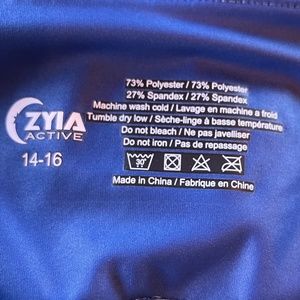 ZYIA
ACTIVE
14-16
73% Polyester / 73% Polyester
27% Spandex / 27% Spandex
Machine wash cold / Lavage en machine a froid
Tumble dry low / Sèche-linge à basse température
Do not bleach / Ne pas javelliser
Do not iron / Pas de repassage
30°
Made in China / Fabrique en Chine